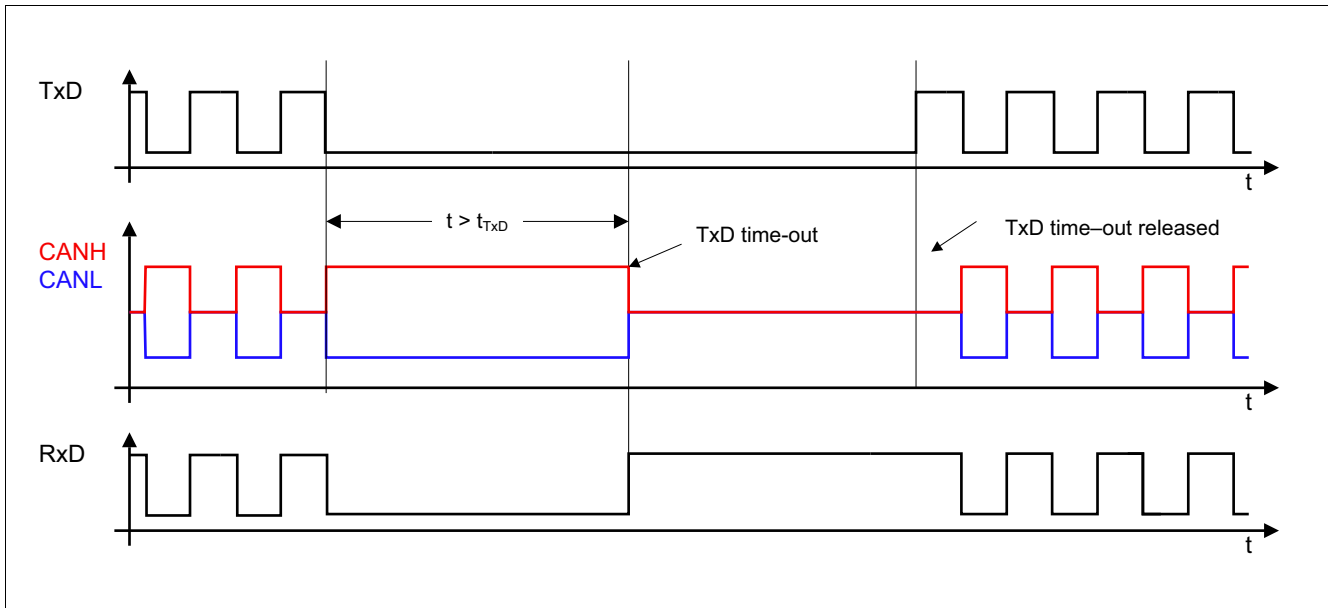 TxD
t
t > tTxD
TxD time-out
TxD time–out released
CANH
CANL
t
RxD
t